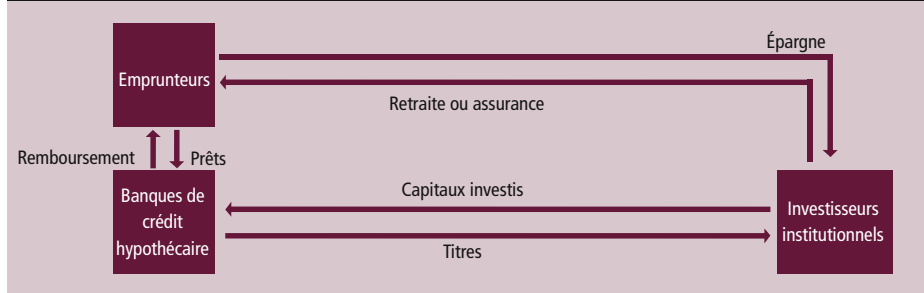 Épargne
Emprunteurs
Retraite ou assurance
Remboursement
Prêts
Capitaux investis
Banques de
crédit
hypothécaire
Investisseurs
institutionnels
Titres